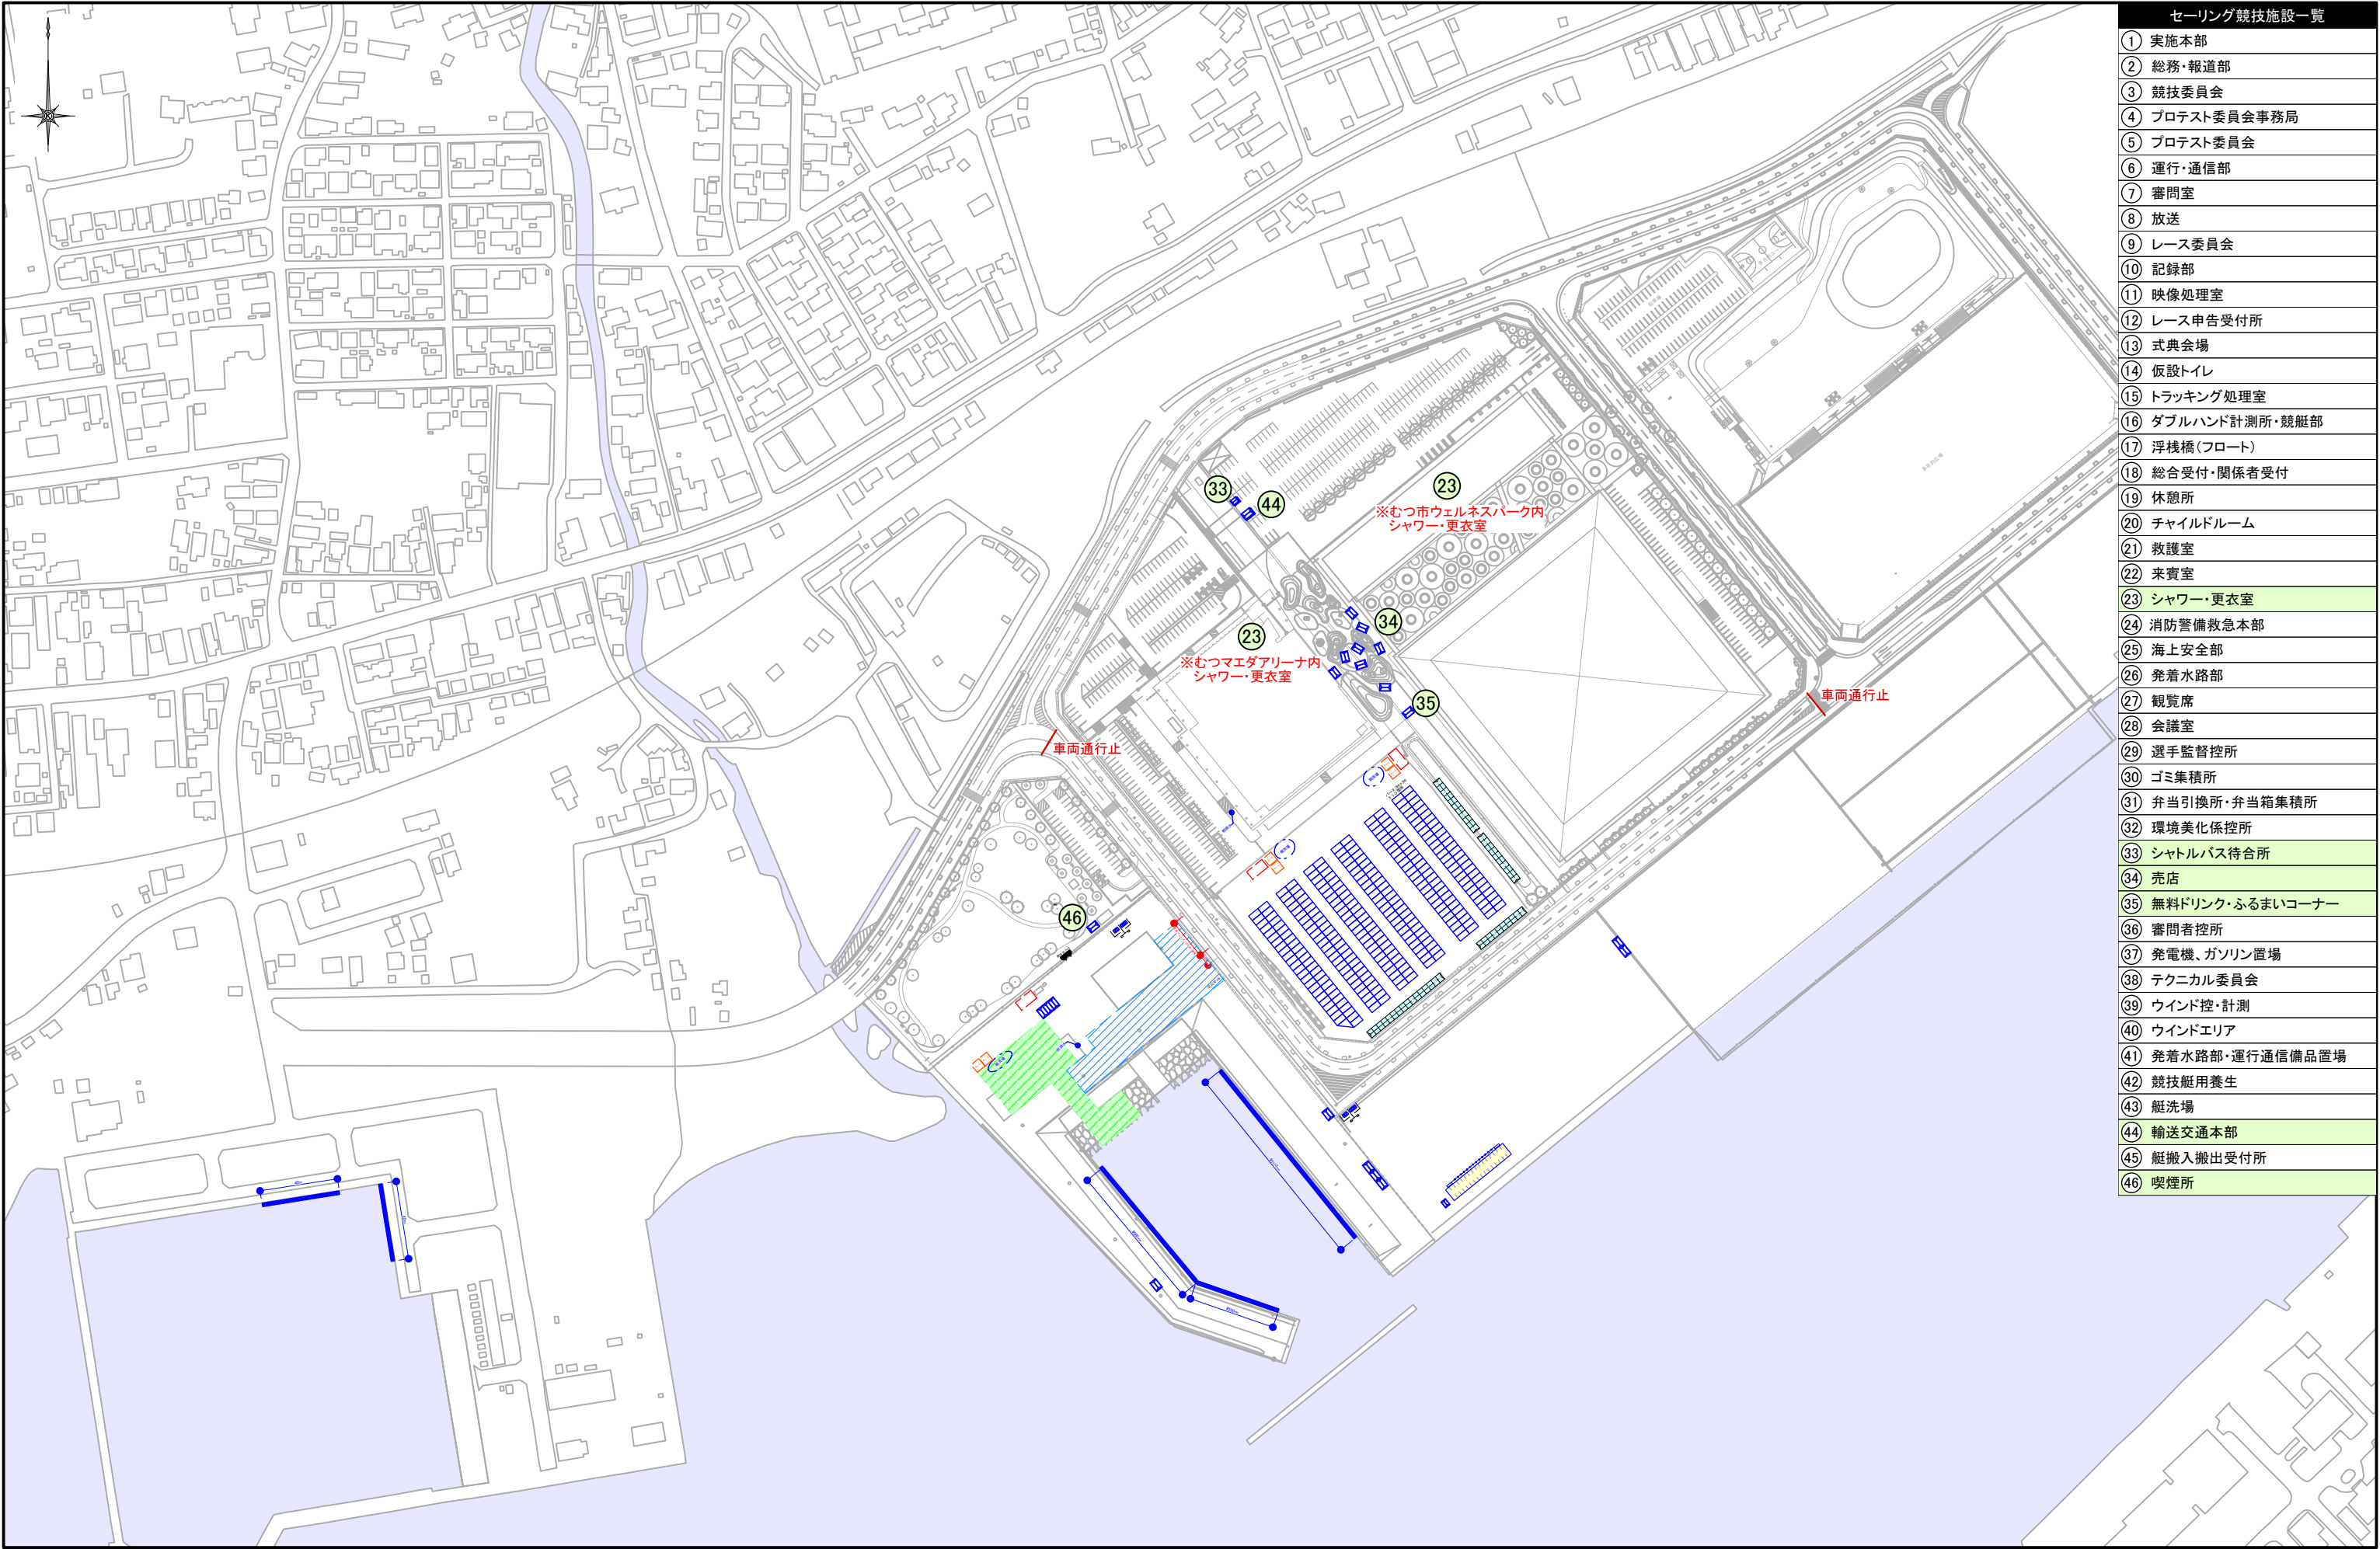 セーリング競技施設一覧
① 実施本部
② 総務・報道部
③ 競技委員会
④ プロテスト委員会事務局
⑤ プロテスト委員会
⑥ 運行・通信部
⑦ 審問室
⑧ 放送
⑨ レース委員会
⑩ 記録部
⑪ 映像処理室
⑫ レース申告受付所
⑬ 式典会場
⑭ 仮設トイレ
⑮ トラッキング処理室
⑯ ダブルハンド計測所・競艇部
⑰ 浮桟橋(フロート)
⑱ 総合受付・関係者受付
⑲ 休憩所
⑳ チャイルドルーム
㉑ 救護室
㉒ 来賓室
㉓ シャワー・更衣室
㉔ 消防警備救急本部
㉕ 海上安全部
㉖ 発着水路部
㉗ 観覧席
㉘ 会議室
㉙ 選手監督控所
㉚ ゴミ集積所
㉛ 弁当引換所・弁当箱集積所
㉜ 環境美化係控所
㉝ シャトルバス待合所
㉞ 売店
㉟ 無料ドリンク・ふるまいコーナー
㊱ 審問者控所
㊲ 発電機、ガソリン置場
㊳ テクニカル委員会
㊴ ウインド控・計測
㊵ ウインドエリア
㊶ 発着水路部・運行通信備品置場
㊷ 競技艇用養生
㊸ 艇洗場
㊹ 輸送交通本部
㊺ 艇搬入搬出受付所
㊻ 喫煙所
㉝
㊹
㉓
※むつ市ウェルネスパーク内
シャワー・更衣室
㉞
㉓
※むつマエダアリーナ内
シャワー・更衣室
㉟
車両通行止
車両通行止
㊻